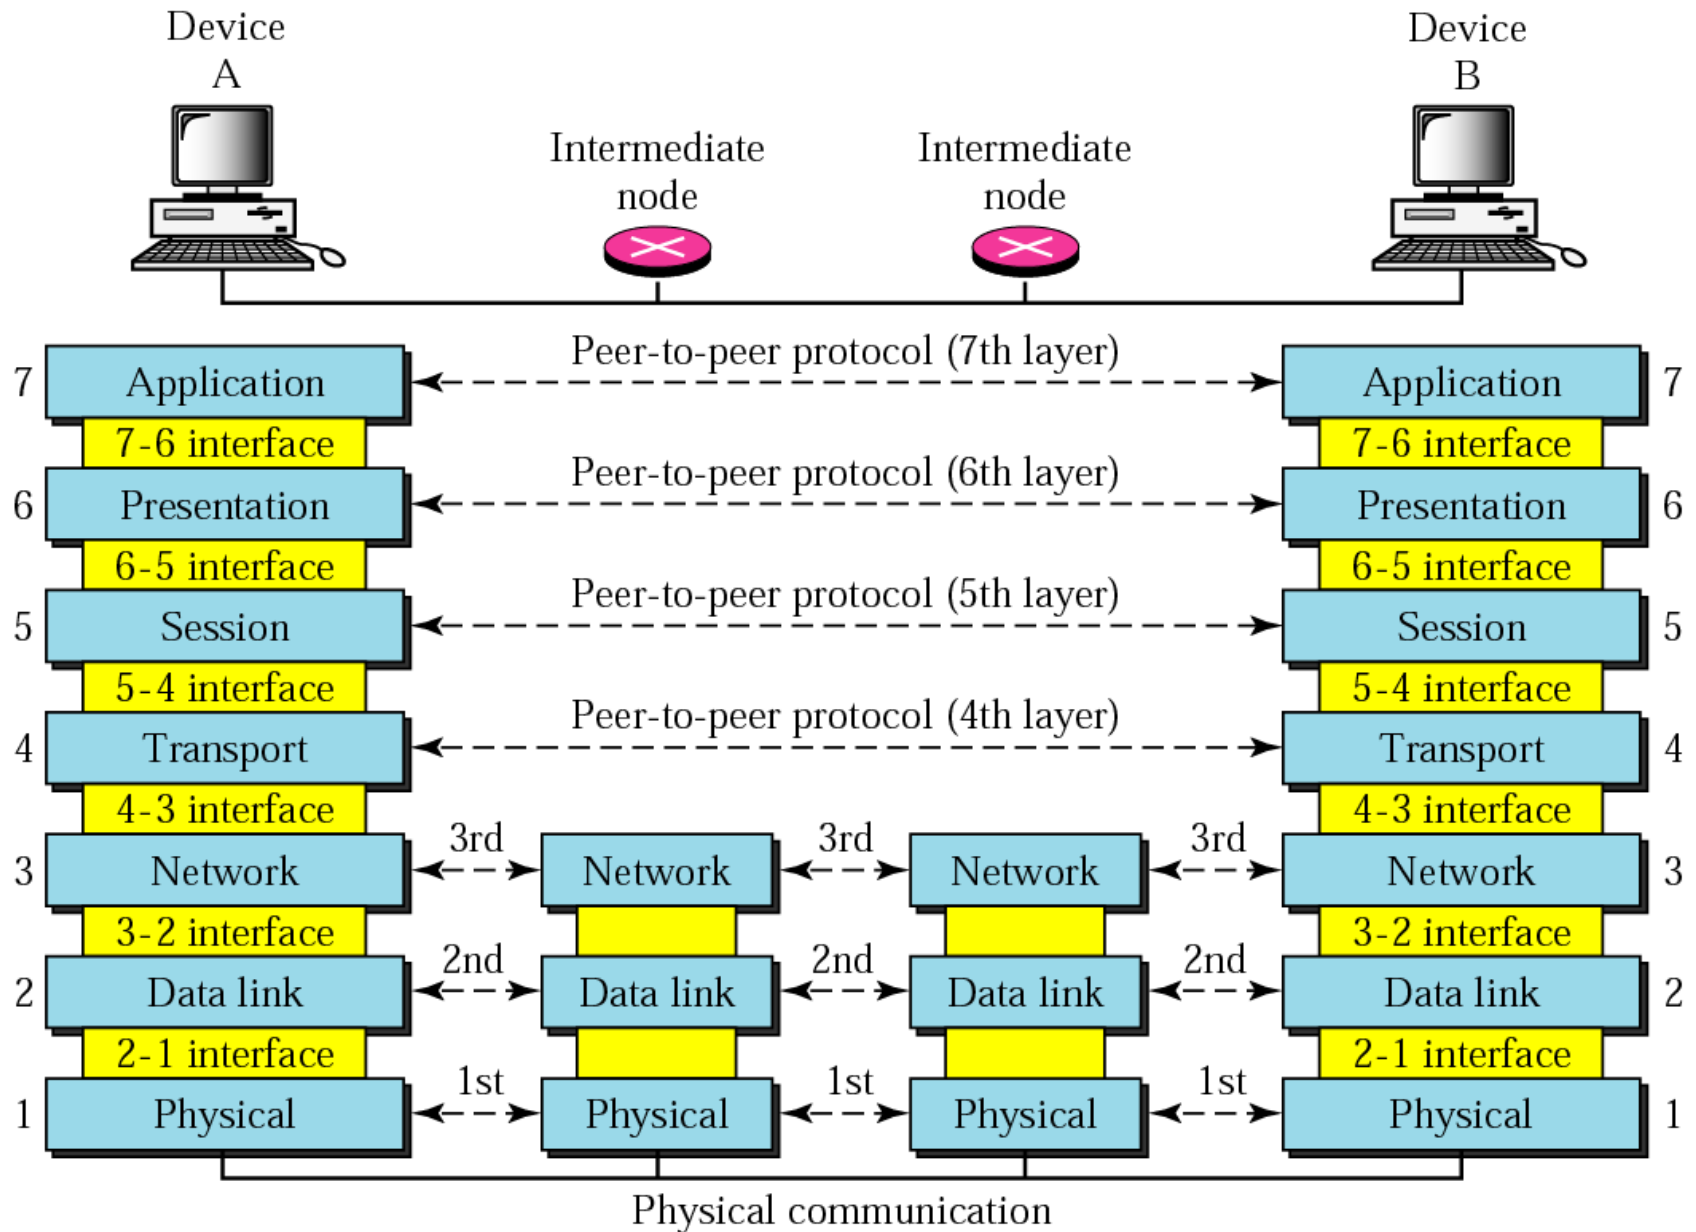 Device
A
Device
B
Intermediate
node
Intermediate
node
Peer-to-peer protocol (7th layer)
7 Application Application 7
7-6 interface 7-6 interface
Peer-to-peer protocol (6th layer)
6 Presentation Presentation 6
6-5 interface 6-5 interface
Peer-to-peer protocol (5th layer)
5 Session Session 5
5-4 interface 5-4 interface
Peer-to-peer protocol (4th layer)
4 Transport Transport 4
4-3 interface 4-3 interface
3rd 3rd 3rd
3 Network Network Network Network 3
3-2 interface 3-2 interface
2nd 2nd 2nd
2 Data link Data link Data link Data link 2
2-1 interface 2-1 interface
1st 1st 1st
1 Physical Physical Physical Physical 1
Physical communication